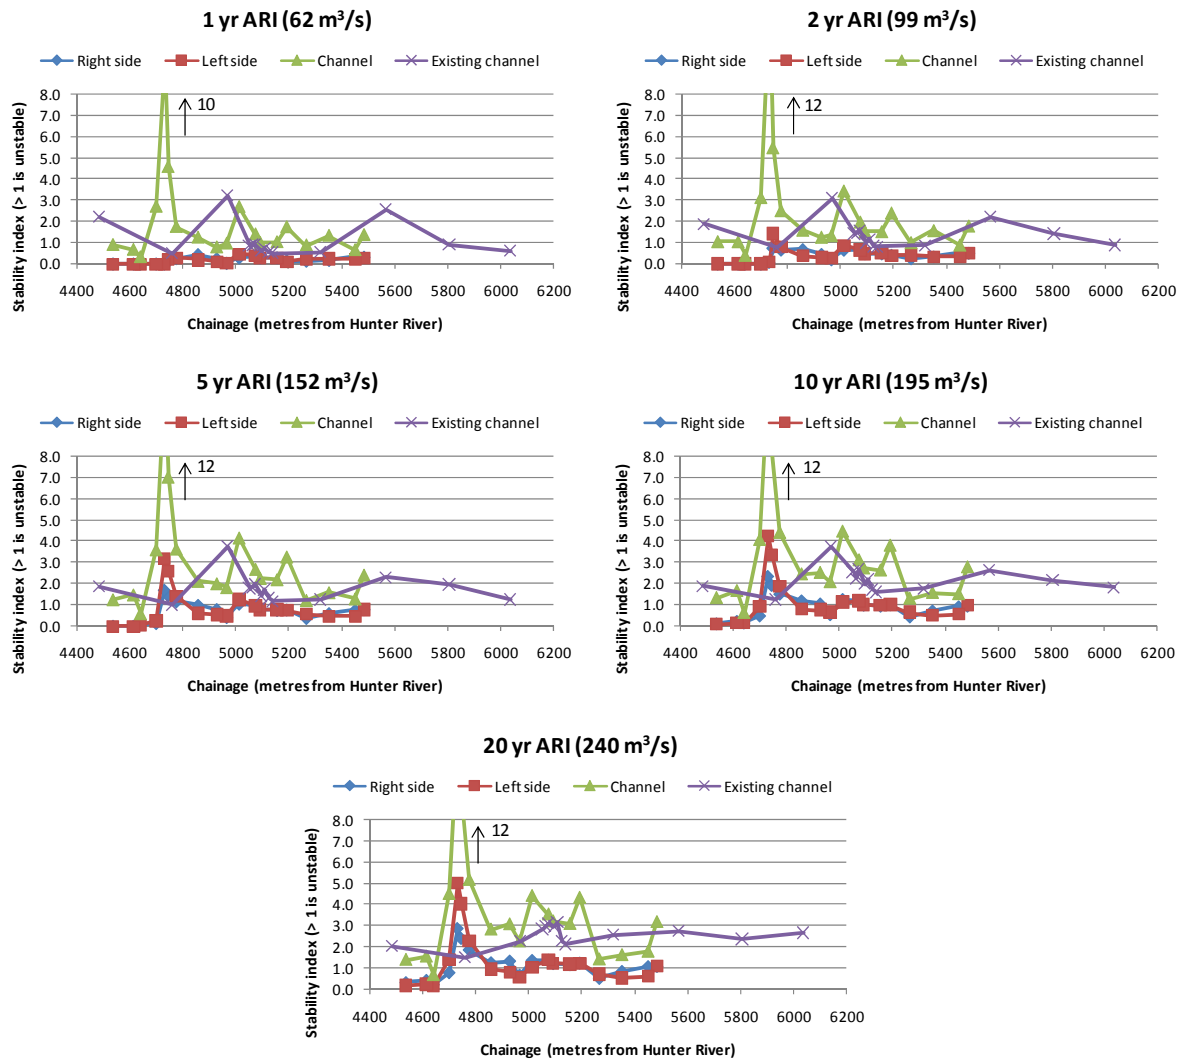 1 yr ARI (62 m³/s)
Right side Left side Channel Existing channel
Stability index (> 1 is unstable)
8.0
7.0
6.0
5.0
4.0
3.0
2.0
1.0
0.0
10
4400 4600 4800 5000 5200 5400 5600 5800 6000 6200
Chainage (metres from Hunter River)
2 yr ARI (99 m³/s)
Right side Left side Channel Existing channel
Stability index (> 1 is unstable)
8.0
7.0
6.0
5.0
4.0
3.0
2.0
1.0
0.0
12
4400 4600 4800 5000 5200 5400 5600 5800 6000 6200
Chainage (metres from Hunter River)
5 yr ARI (152 m³/s)
Right side Left side Channel Existing channel
Stability index (> 1 is unstable)
8.0
7.0
6.0
5.0
4.0
3.0
2.0
1.0
0.0
12
4400 4600 4800 5000 5200 5400 5600 5800 6000 6200
Chainage (metres from Hunter River)
10 yr ARI (195 m³/s)
Right side Left side Channel Existing channel
Stability index (> 1 is unstable)
8.0
7.0
6.0
5.0
4.0
3.0
2.0
1.0
0.0
12
4400 4600 4800 5000 5200 5400 5600 5800 6000 6200
Chainage (metres from Hunter River)
20 yr ARI (240 m³/s)
Right side Left side Channel Existing channel
Stability index (> 1 is unstable)
8.0
7.0
6.0
5.0
4.0
3.0
2.0
1.0
0.0
12
4400 4600 4800 5000 5200 5400 5600 5800 6000 6200
Chainage (metres from Hunter River)